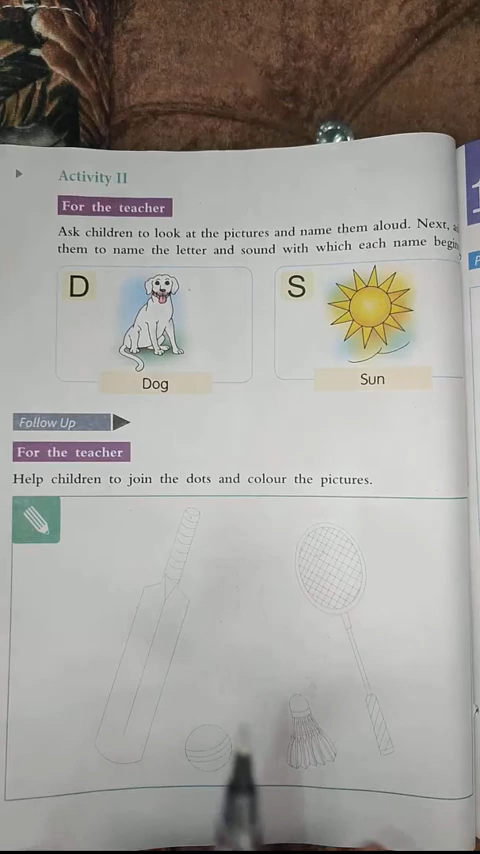 Activity II
For the teacher
Ask children to look at the pictures and name them aloud. Next,
them to name the letter and sound with which each name
D
S
Dog
Sun
Follow Up
For the teacher
Help children to join the dots and colour the pictures.